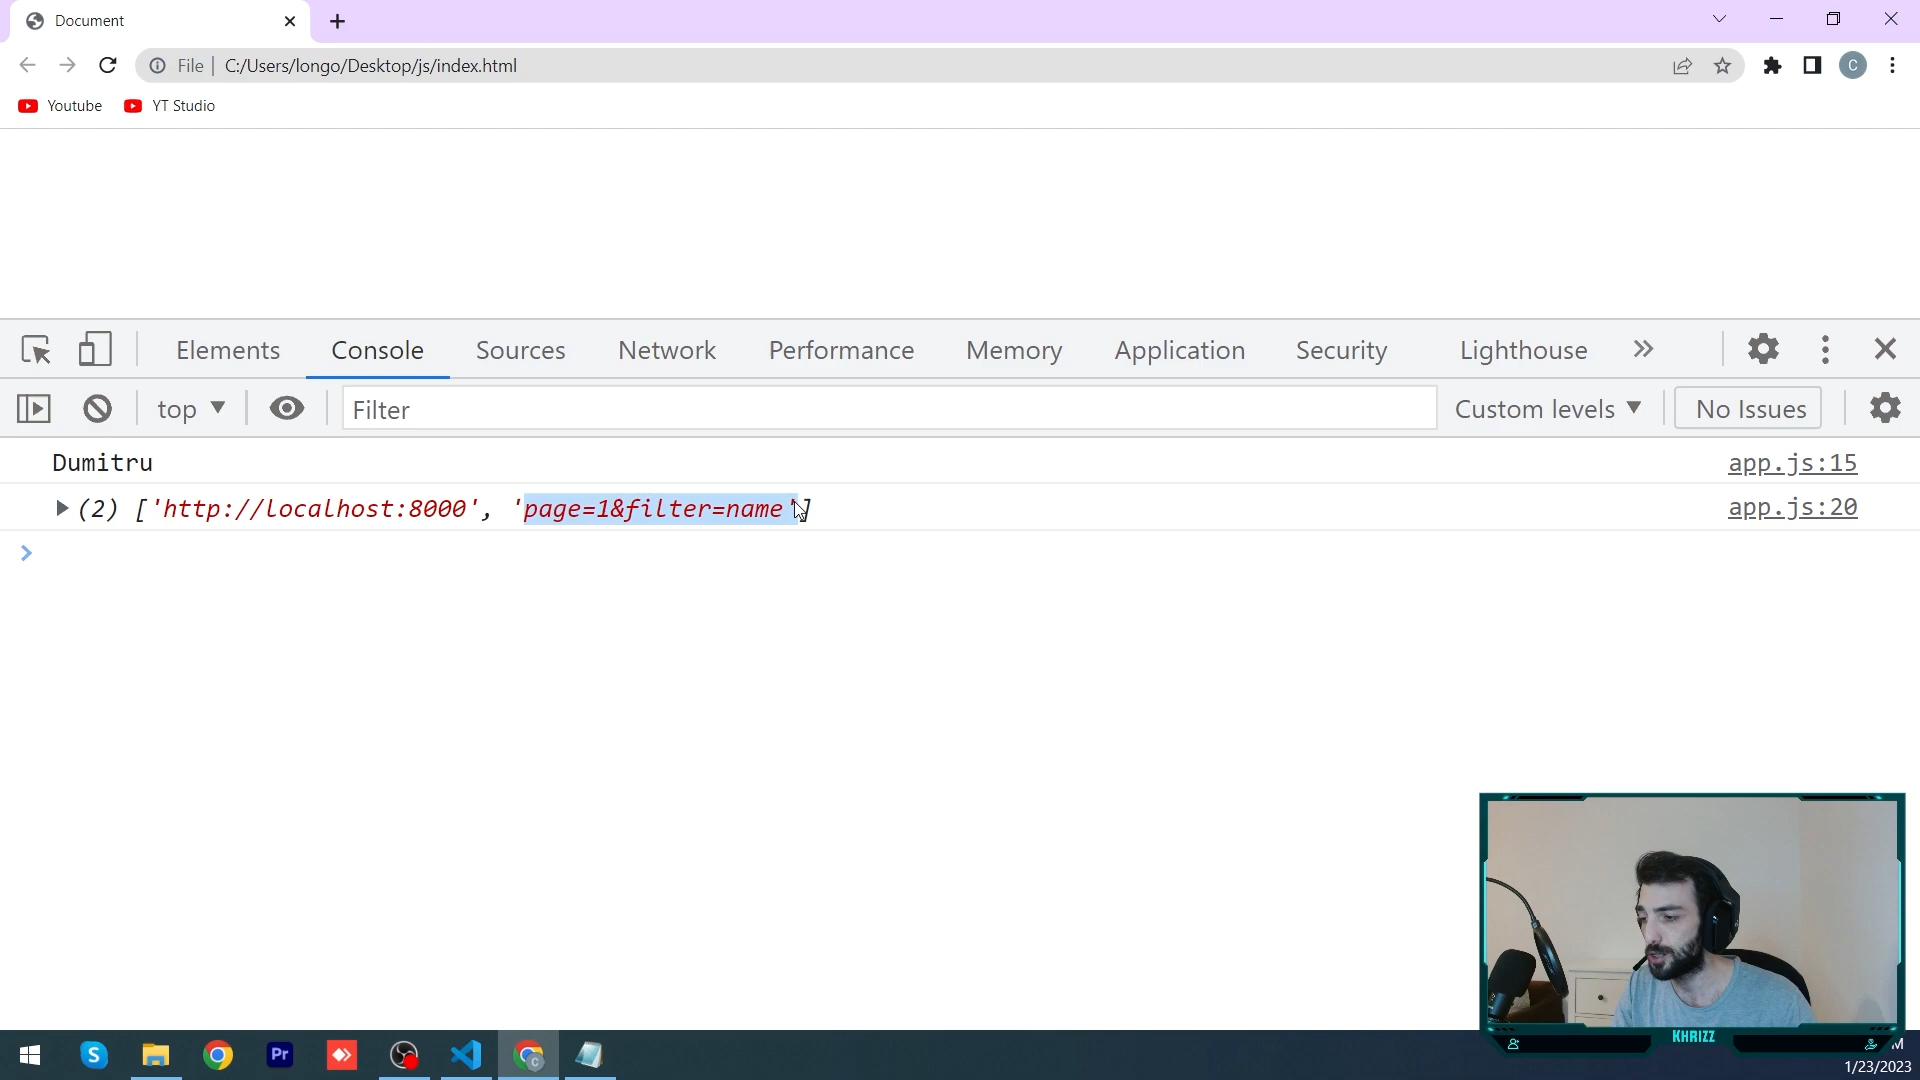 Document
File | C:/Users/longo/Desktop/js/index.html
C
Youtube YT Studio
Elements Console Sources Network Performance Memory Application Security Lighthouse
top Filter Custom levels No Issues
Dumitru app.js:15
(2) ['http://localhost:8000', 'page=1&filter=name'] app.js:20
KHRIZZ
S Pr C M
1/23/2023